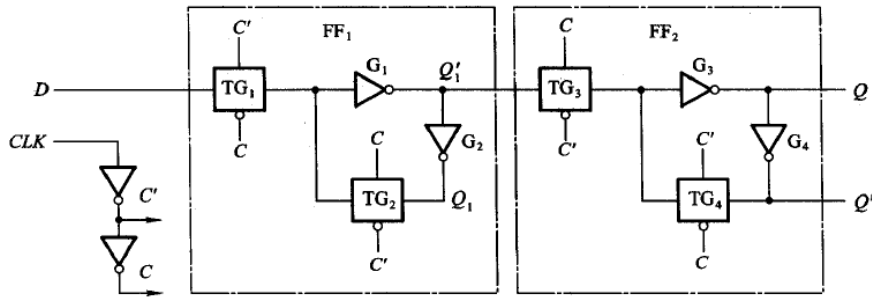 C' FF₁ C FF₂
G₁ Q₁' G₃
D TG₁ TG₃ Q
CLK C C G₂ C' C' G₄
C' TG₂ Q₁ TG₄ Q'
C C' C